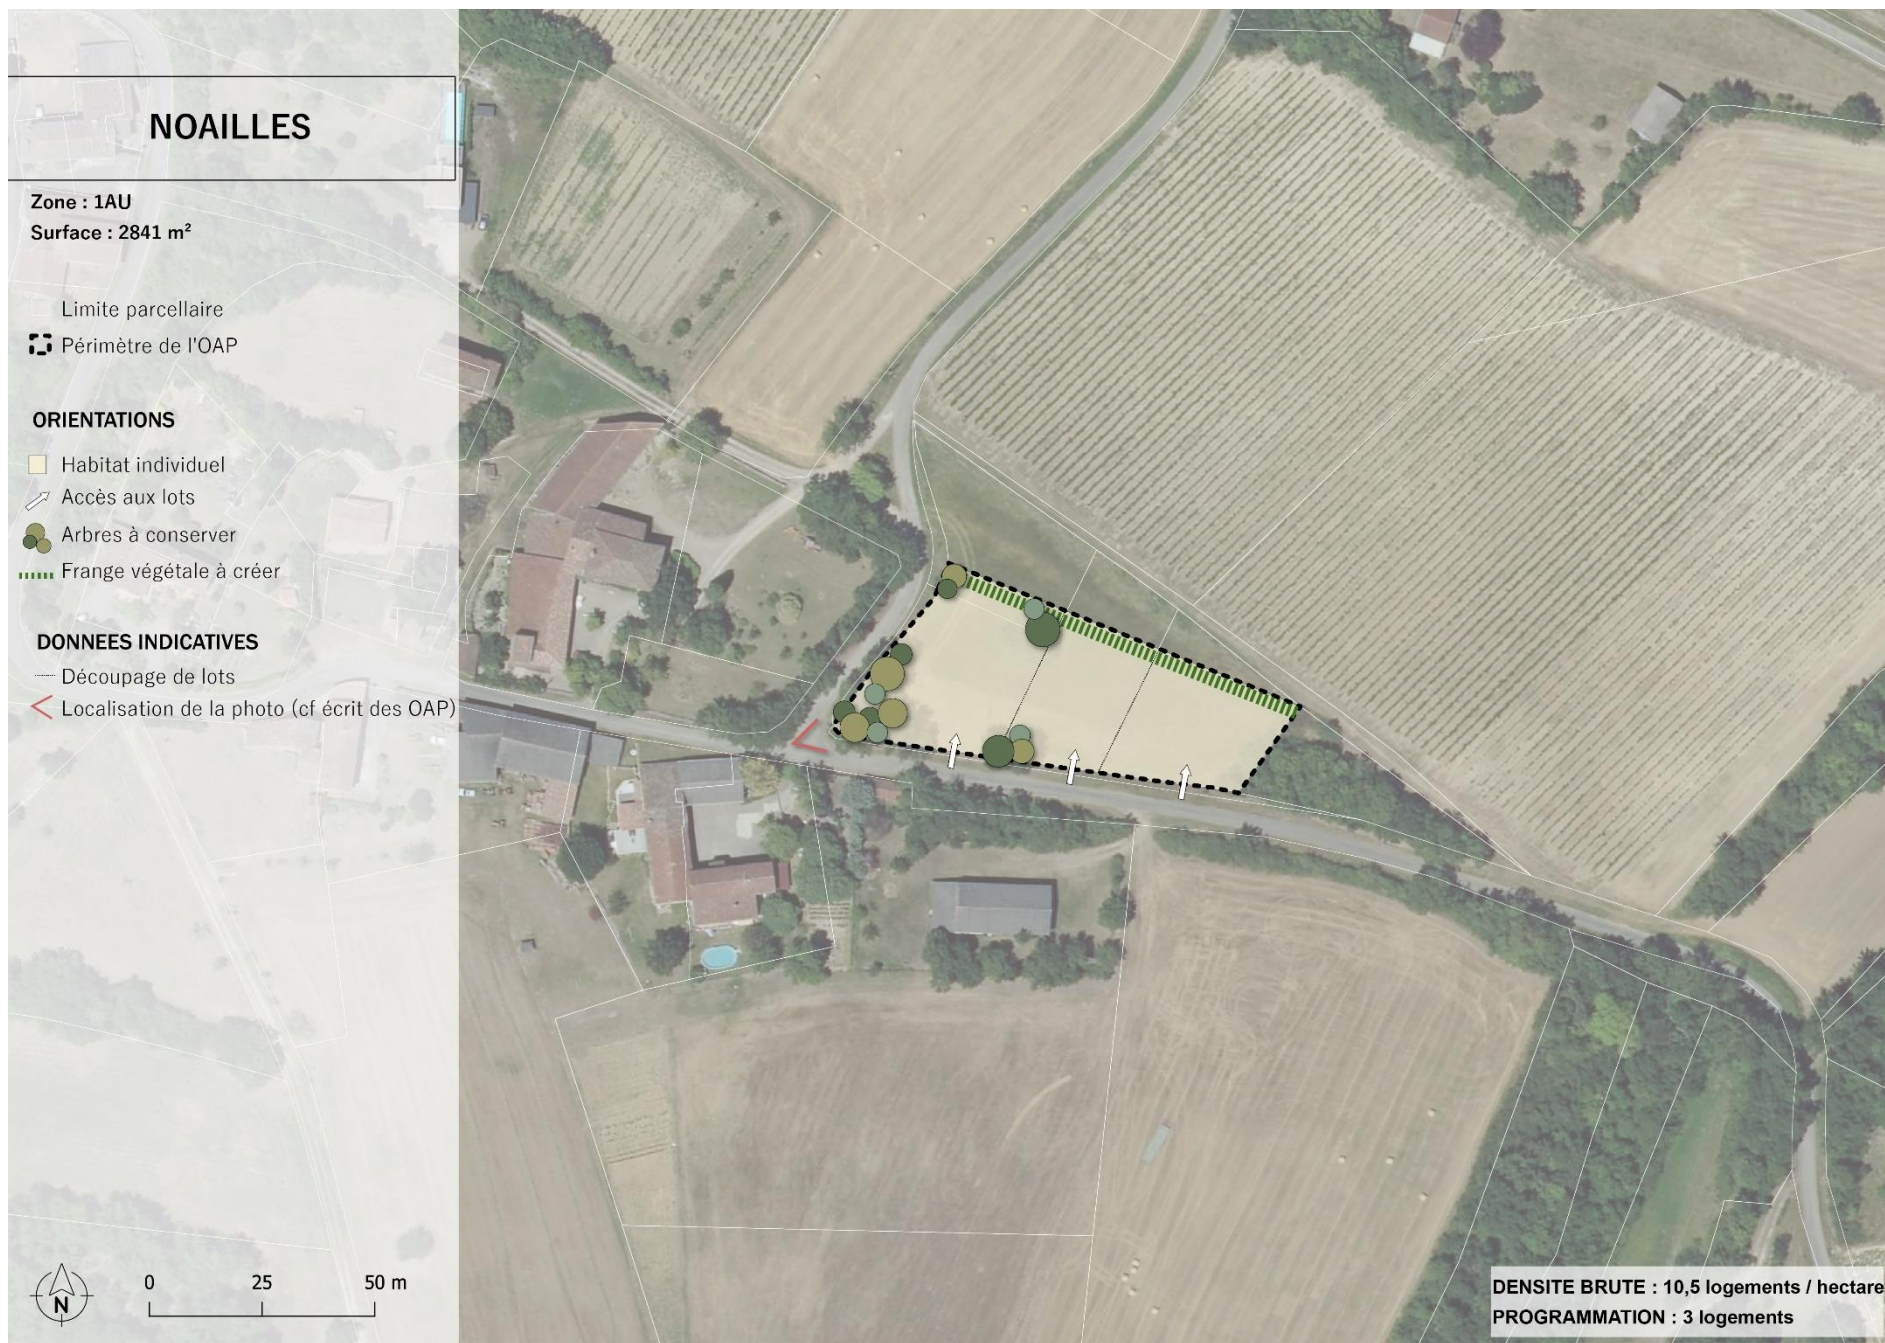 NOAILLES
Zone : 1AU
Surface : 2841 m²
Limite parcellaire
Périmètre de l'OAP
ORIENTATIONS
Habitat individuel
Accès aux lots
Arbres à conserver
Frange végétale à créer
DONNEES INDICATIVES
Découpage de lots
Localisation de la photo (cf écrit des OAP)
N
0 25 50 m
DENSITE BRUTE : 10,5 logements / hectare
PROGRAMMATION : 3 logements